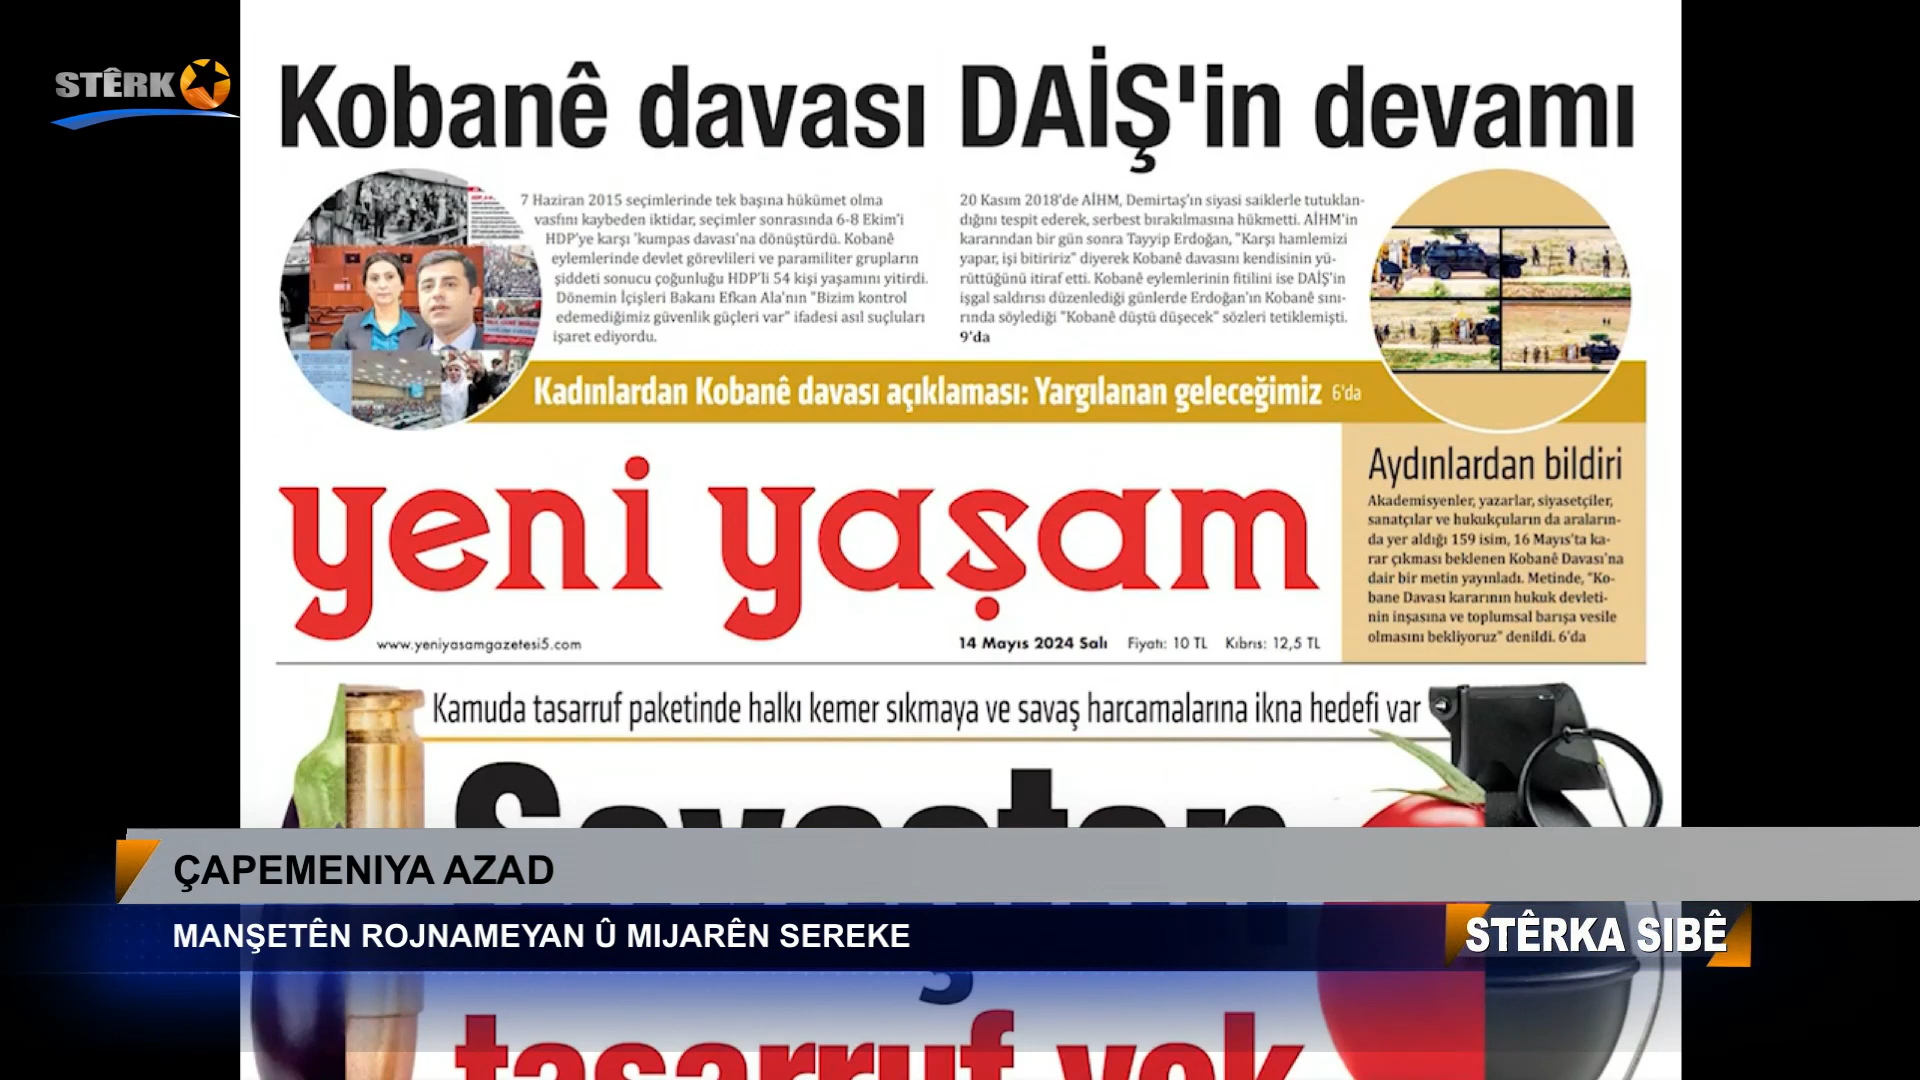 STÊRK
Kobanê davası DAİŞ'in devamı
7 Haziran 2015 seçimlerinde tek başına hükümet olma
vasfını kaybeden iktidar, seçimler sonrasında 6-8 Ekim'i
HDP'ye karşı 'kumpas davası'na dönüştürdü. Kobanê
eylemlerinde devlet görevlileri ve paramiliter grupların
şiddeti sonucu çoğunluğu HDP'li 54 kişi yaşamını yitirdi.
Dönemin İçişleri Bakanı Efkan Ala'nın "Bizim kontrol
edemediğimiz güvenlik güçleri var" ifadesi asıl suçluları
işaret ediyordu.
20 Kasım 2018'de AİHM, Demirtaş'ın siyasi saiklerle tutuklan-
dığını tespit ederek, serbest bırakılmasına hükmetti. AİHM'in
kararından bir gün sonra Tayyip Erdoğan, "Karşı hamlemizi
yapar, işi bitiririz" diyerek Kobanê davasını kendisinin yü-
rüttüğünü itiraf etti. Kobanê eylemlerinin fitilini ise DAİŞ'in
işgal saldırısı düzenlediği günlerde Erdoğan'ın Kobanê sını-
rında söylediği "Kobanê düştü düşecek" sözleri tetiklemişti.
9'da
Kadınlardan Kobanê davası açıklaması: Yargılanan geleceğimiz 6'da
yeni yaşam
www.yeniyasamgazetesi5.com
14 Mayıs 2024 Salı Fiyatı: 10 TL Kıbrıs: 12,5 TL
Aydınlardan bildiri
Akademisyenler, yazarlar, siyasetçiler,
sanatçılar ve hukukçuların da araların-
da yer aldığı 159 isim, 16 Mayıs'ta ka-
rar çıkması beklenen Kobanê Davası'na
dair bir metin yayınladı. Metinde, "Ko-
bane Davası kararının hukuk devleti-
nin inşasına ve toplumsal barışa vesile
olmasını bekliyoruz" denildi. 6'da
Kamuda tasarruf paketinde halkı kemer sıkmaya ve savaş harcamalarına ikna hedefi var
Savaştan
tasarruf yok
ÇAPEMENIYA AZAD
MANŞETÊN ROJNAMEYAN Û MIJARÊN SEREKE
STÊRKA SIBÊ